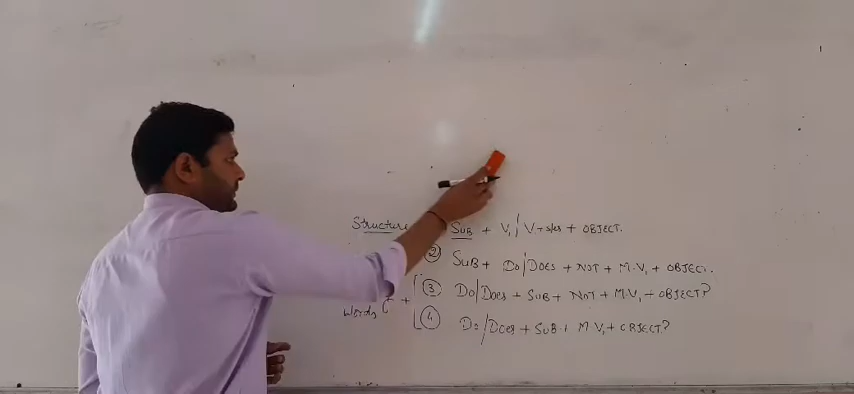 Structure SUB + V₁/V₁+s/es + OBJECT.
② SUB + DO/DOES + NOT + M.V₁ + OBJECT.
③ DO/Does + SUB + NOT + M.V₁ + OBJECT?
Words + ④ Do/Does + SUB + M V₁ + OBJECT?